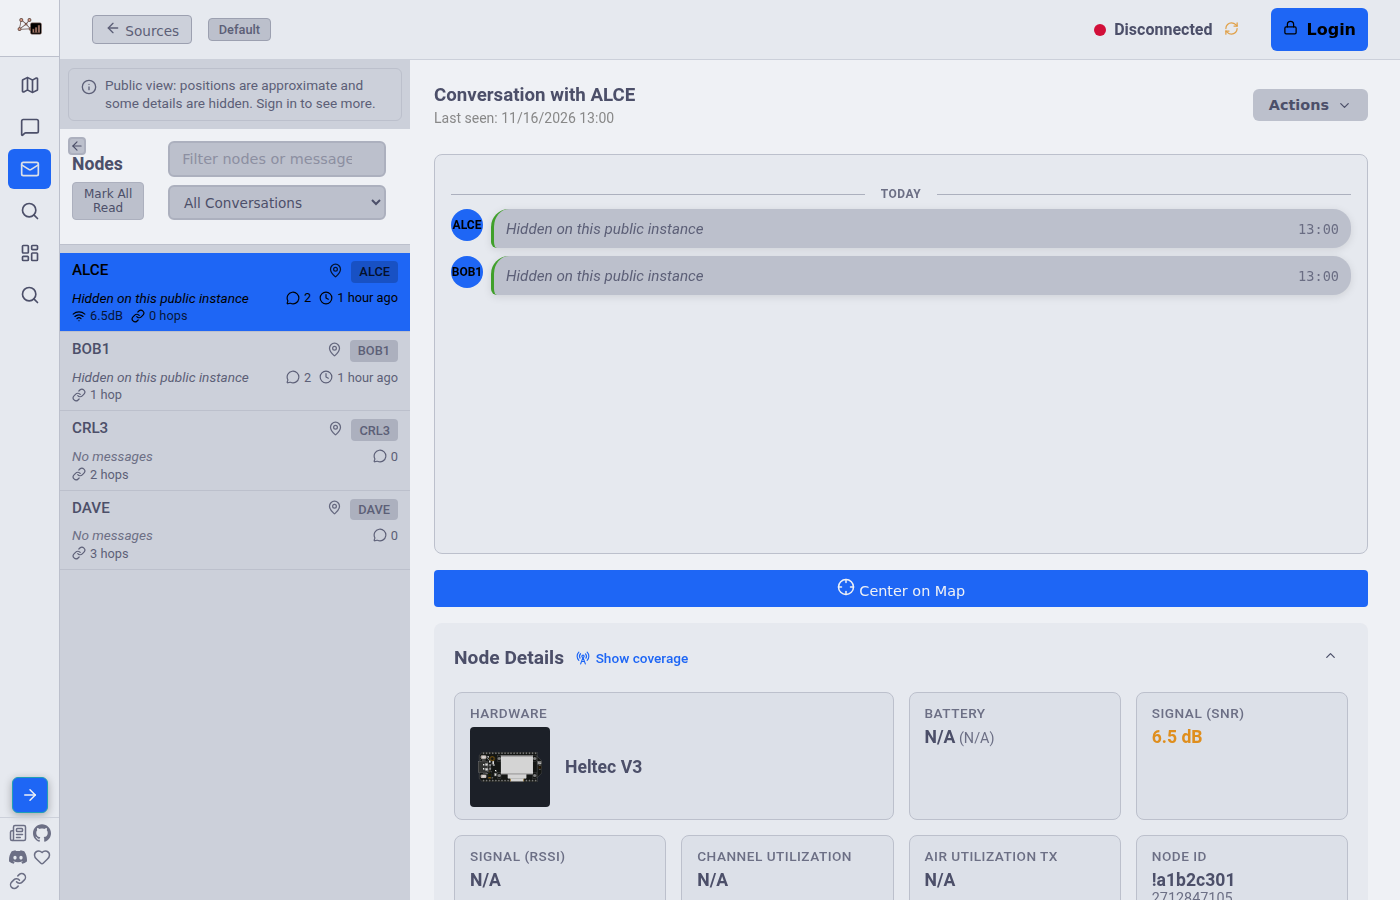 Sources
Default
Disconnected
Login
Public view: positions are approximate and
some details are hidden. Sign in to see more.
Nodes
Filter nodes or message
Mark All
Read
All Conversations
ALCE
ALCE
Hidden on this public instance
2
1 hour ago
6.5dB
0 hops
BOB1
BOB1
Hidden on this public instance
2
1 hour ago
1 hop
CRL3
CRL3
No messages
0
2 hops
DAVE
DAVE
No messages
0
3 hops
Conversation with ALCE
Last seen: 11/16/2026 13:00
Actions
TODAY
ALCE
Hidden on this public instance
13:00
BOB1
Hidden on this public instance
13:00
Center on Map
Node Details
Show coverage
HARDWARE
Heltec V3
BATTERY
N/A (N/A)
SIGNAL (SNR)
6.5 dB
SIGNAL (RSSI)
N/A
CHANNEL UTILIZATION
N/A
AIR UTILIZATION TX
N/A
NODE ID
!a1b2c301
2712847105